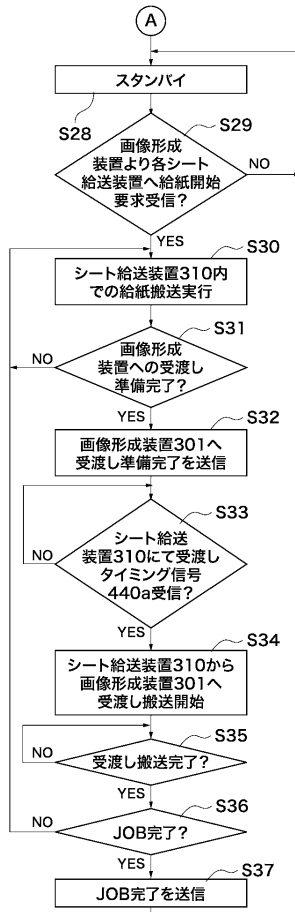 A
スタンバイ
S28
S29
画像形成
装置より各シート
給送装置へ給紙開始
要求受信？
NO
YES
S30
シート給送装置310内
での給紙搬送実行
S31
画像形成
装置への受渡し
準備完了？
NO
YES
S32
画像形成装置301へ
受渡し準備完了を送信
S33
シート給送
装置310にて受渡し
タイミング信号
440a受信？
NO
YES
S34
シート給送装置310から
画像形成装置301へ
受渡し搬送開始
S35
受渡し搬送完了？
NO
YES
S36
JOB完了？
NO
YES
S37
JOB完了を送信